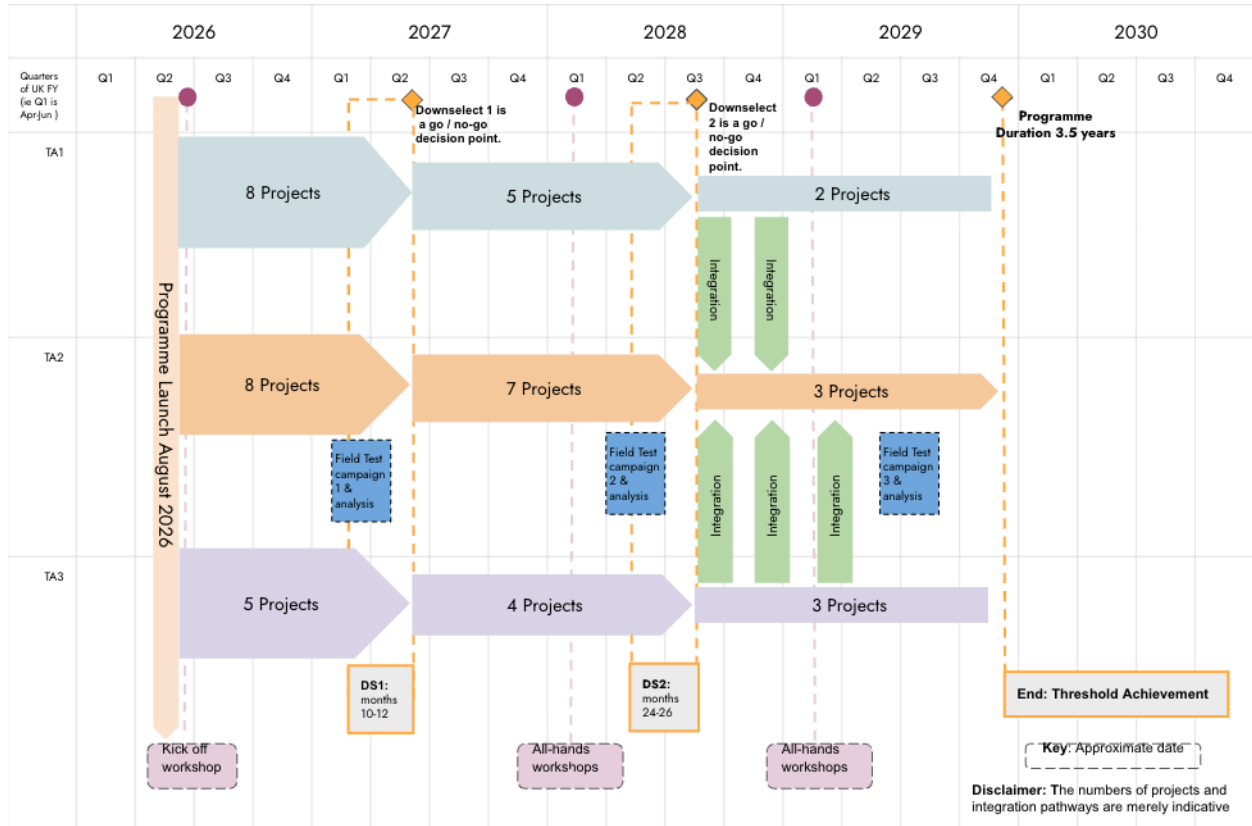 2026
2027
2028
2029
2030
Quarters
of UK FY
(ie Q1 is
Apr-Jun )
Q1
Q2
Q3
Q4
Q1
Q2
Q3
Q4
Q1
Q2
Q3
Q4
Q1
Q2
Q3
Q4
Q1
Q2
Q3
Q4
Downselect 1 is
a go / no-go
decision point.
Downselect
2 is a go /
no-go
decision
point.
Programme
Duration 3.5 years
TA1
8 Projects
5 Projects
2 Projects
Programme Launch August 2026
Integration
Integration
TA2
8 Projects
7 Projects
3 Projects
Field Test
campaign
1 &
analysis
Field Test
campaign
2 &
analysis
Integration
Integration
Integration
Field Test
campaign
3 &
analysis
TA3
5 Projects
4 Projects
3 Projects
DS1:
months
10-12
DS2:
months
24-26
End: Threshold Achievement
Kick off
workshop
All-hands
workshops
All-hands
workshops
Key: Approximate date
Disclaimer: The numbers of projects and
integration pathways are merely indicative